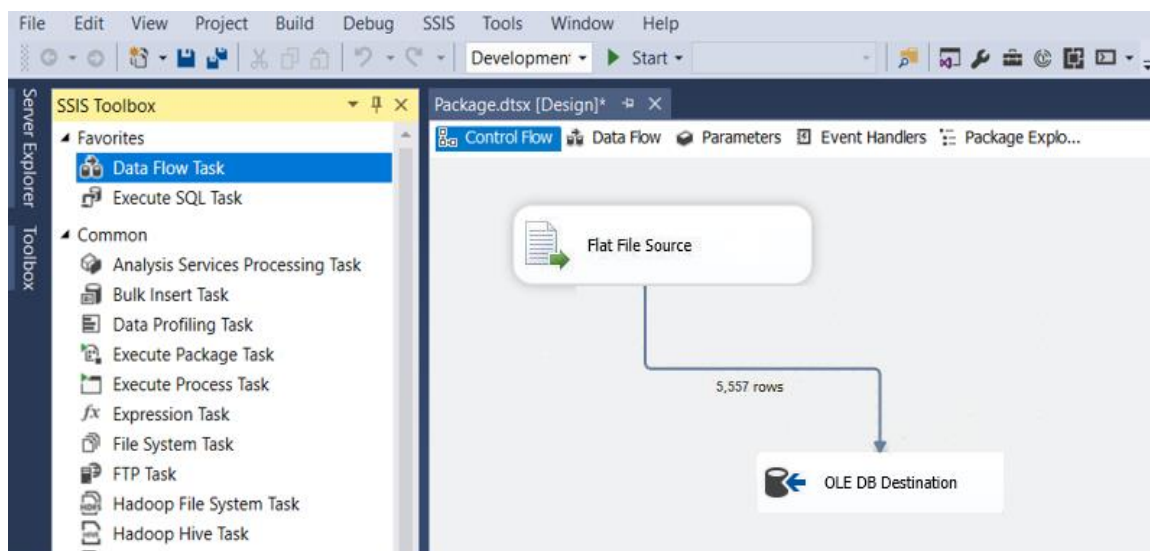 File Edit View Project Build Debug SSIS Tools Window Help
Developmen Start
Server Explorer
Toolbox
SSIS Toolbox
Favorites
Data Flow Task
Execute SQL Task
Common
Analysis Services Processing Task
Bulk Insert Task
Data Profiling Task
Execute Package Task
Execute Process Task
fx Expression Task
File System Task
FTP Task
Hadoop File System Task
Hadoop Hive Task
Package.dtsx [Design]*
Control Flow Data Flow Parameters Event Handlers Package Explo...
Flat File Source
5,557 rows
OLE DB Destination